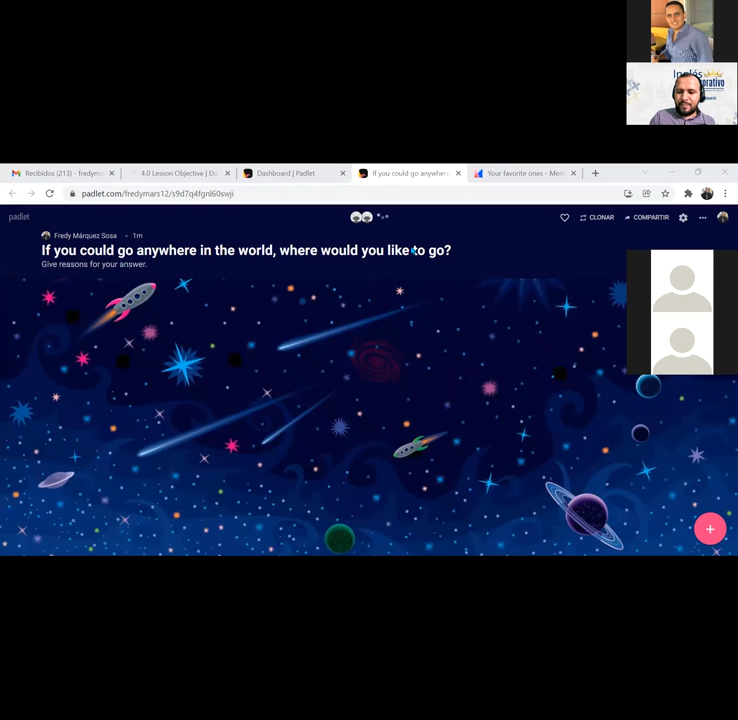 Inglés
porativo
Recibidos (213) - fredym
4.0 Lesson Objective | Do
Dashboard | Padlet
If you could go anywhere
Your favorite ones - Men
padlet.com/fredymars12/s9d7q4fgnl60swji
padlet
CLONAR
COMPARTIR
Fredy Márquez Sosa • 1m
If you could go anywhere in the world, where would you like to go?
Give reasons for your answer.